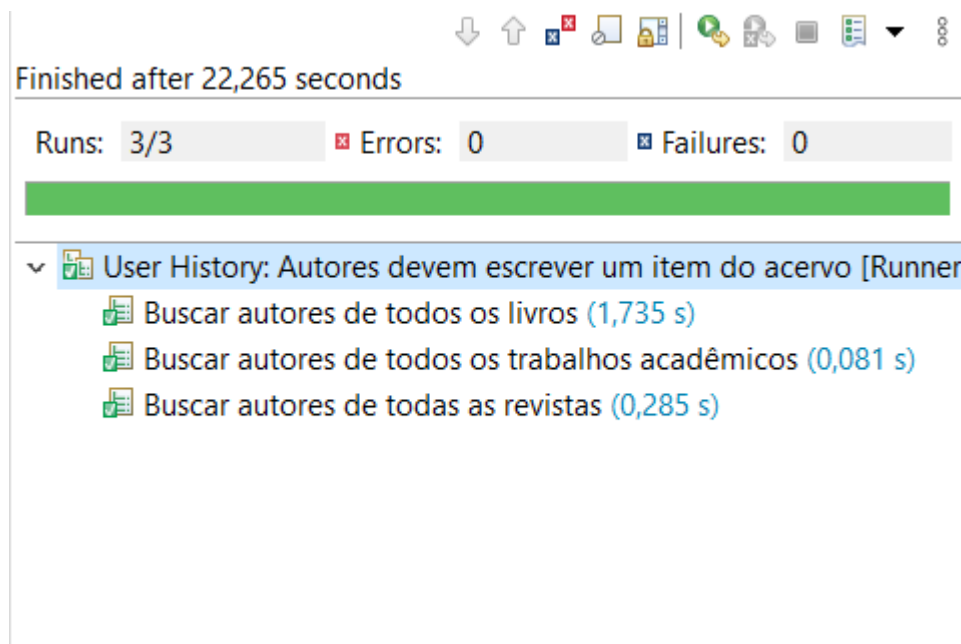 Finished after 22,265 seconds
Runs: 3/3 Errors: 0 Failures: 0
User History: Autores devem escrever um item do acervo [Runner
Buscar autores de todos os livros (1,735 s)
Buscar autores de todos os trabalhos acadêmicos (0,081 s)
Buscar autores de todas as revistas (0,285 s)